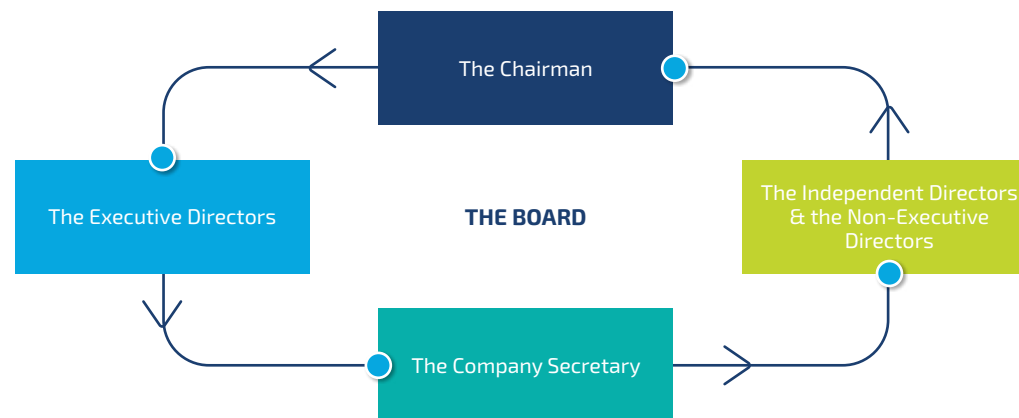 The Chairman
The Executive Directors
THE BOARD
The Independent Directors
& the Non-Executive
Directors
The Company Secretary